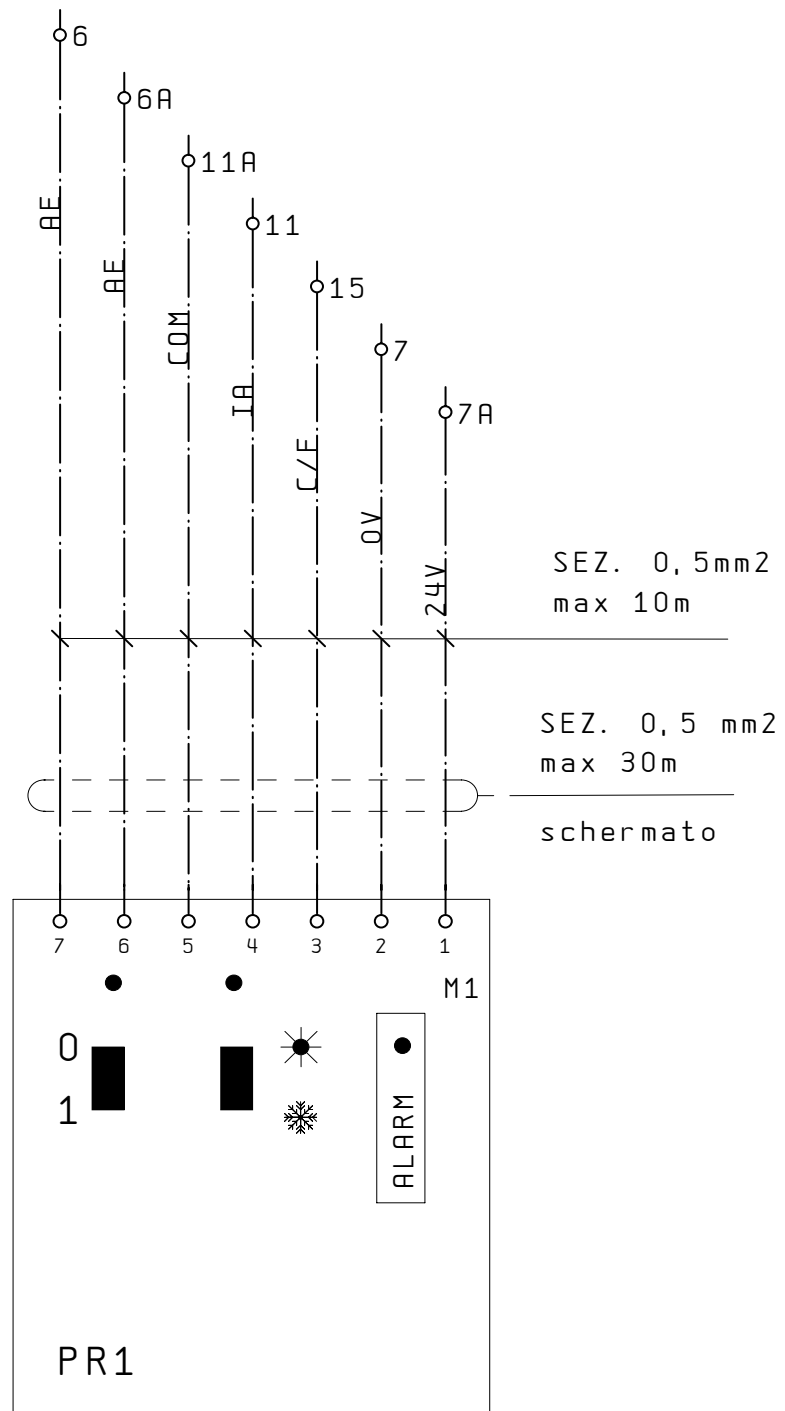 6
6A
11A
11
15
7
7A
AE
AE
COM
IA
C/F
0V
24V
SEZ. 0,5mm2
max 10m
SEZ. 0,5 mm2
max 30m
schermato
7 6 5 4 3 2 1
M1
0
1
ALARM
PR1